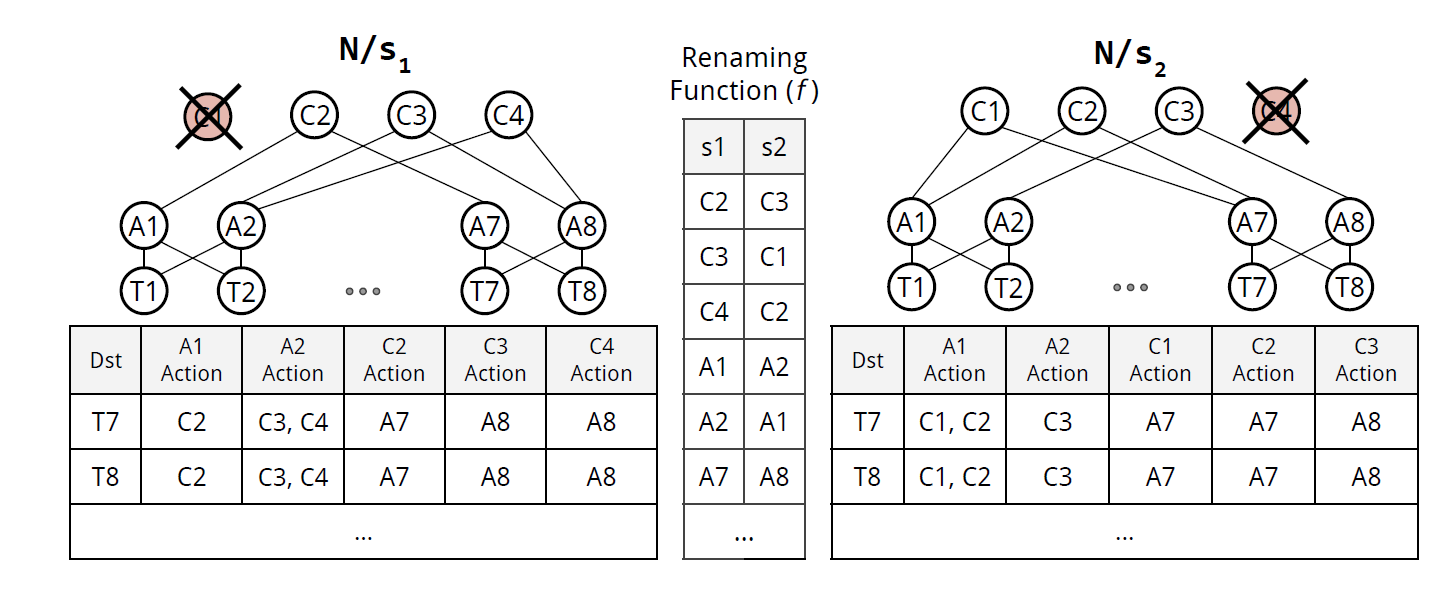 N/s1
C1 C2 C3 C4
A1 A2 A7 A8
T1 T2 ... T7 T8
Dst A1 Action A2 Action C2 Action C3 Action C4 Action
T7 C2 C3, C4 A7 A8 A8
T8 C2 C3, C4 A7 A8 A8
...
Renaming
Function (f)
s1 s2
C2 C3
C3 C1
C4 C2
A1 A2
A2 A1
A7 A8
...
N/s2
C1 C2 C3 C4
A1 A2 A7 A8
T1 T2 ... T7 T8
Dst A1 Action A2 Action C1 Action C2 Action C3 Action
T7 C1, C2 C3 A7 A7 A8
T8 C1, C2 C3 A7 A7 A8
...